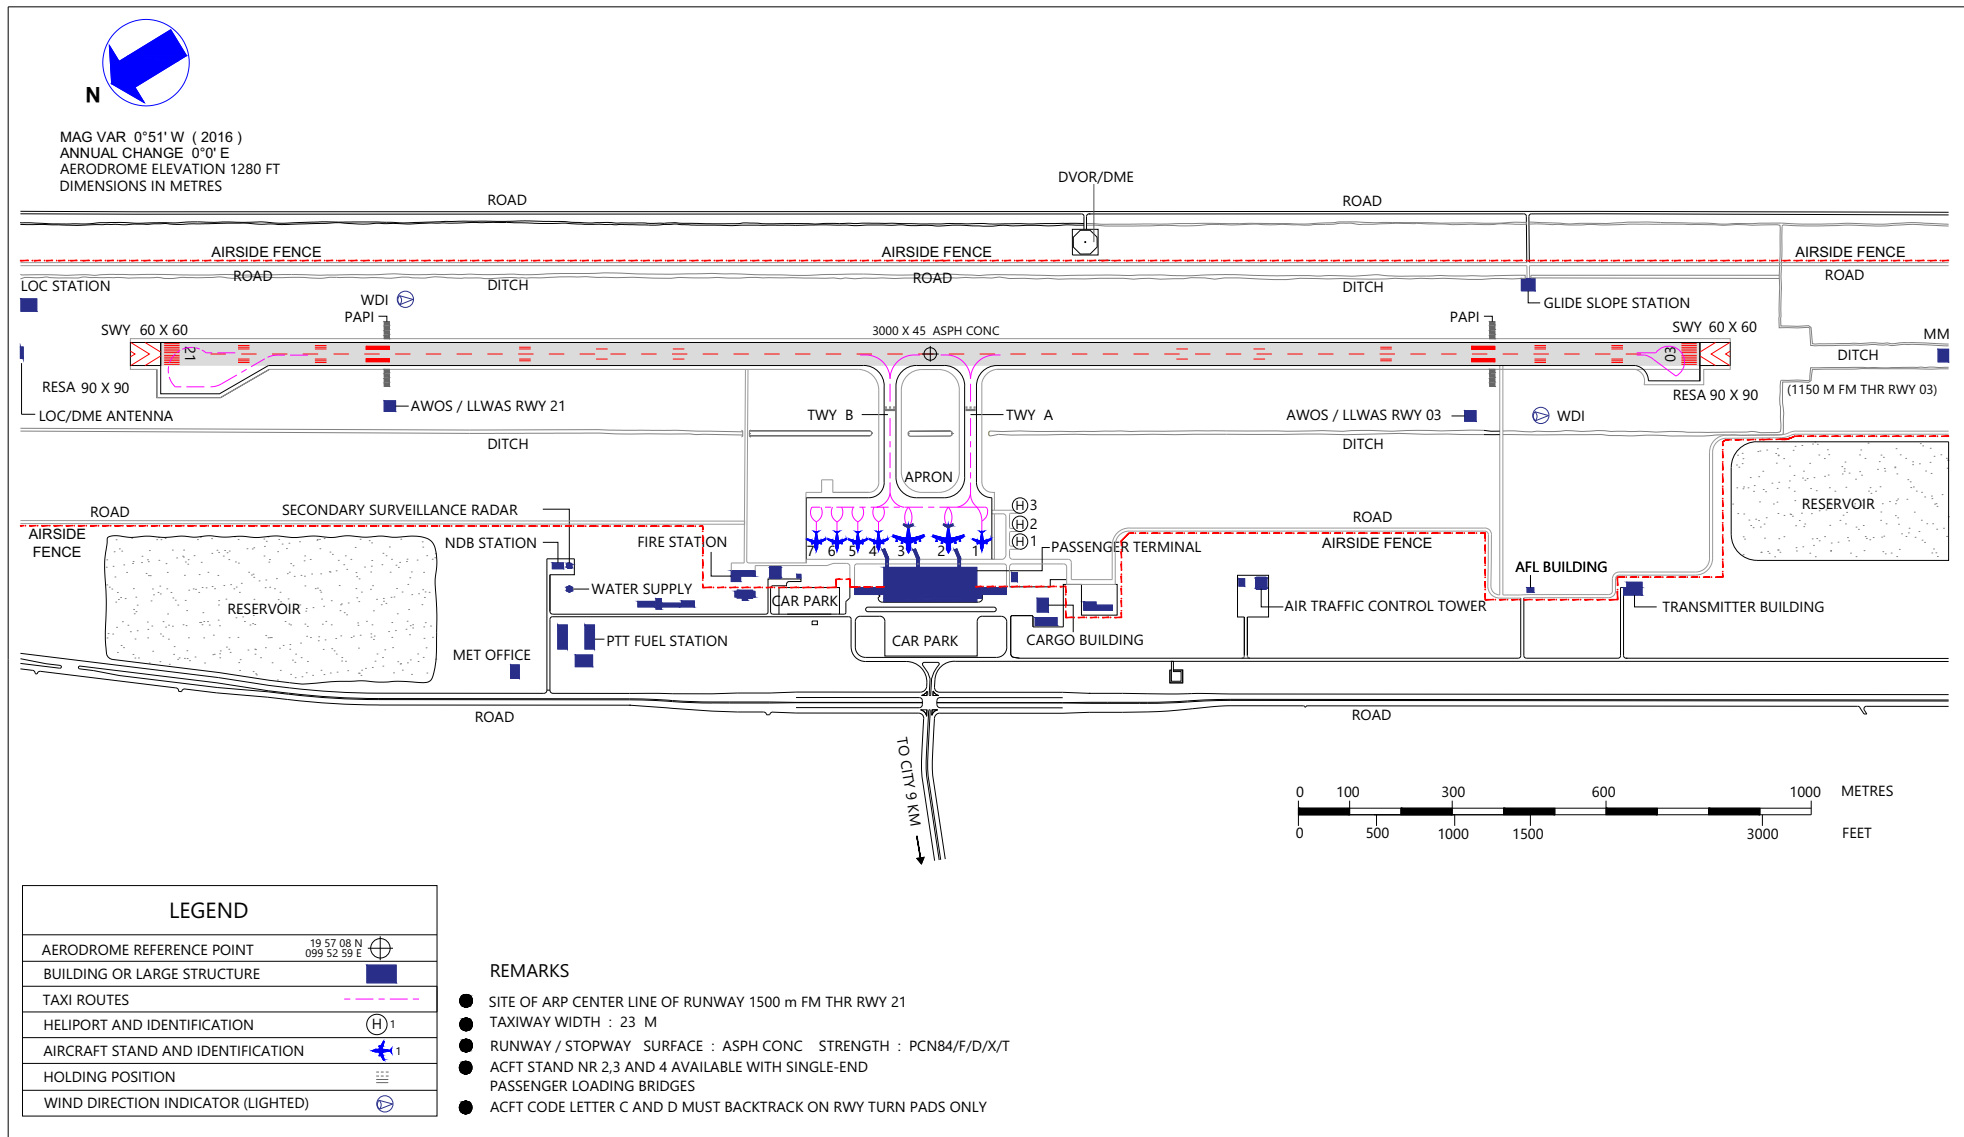 N
MAG VAR 0°51' W ( 2016 )
ANNUAL CHANGE 0°0' E
AERODROME ELEVATION 1280 FT
DIMENSIONS IN METRES
DVOR/DME
ROAD
ROAD
AIRSIDE FENCE
AIRSIDE FENCE
AIRSIDE FENCE
ROAD
ROAD
ROAD
LOC STATION
DITCH
DITCH
WDI
GLIDE SLOPE STATION
PAPI
PAPI
SWY 60 X 60
3000 X 45 ASPH CONC
SWY 60 X 60
MM
21
03
DITCH
RESA 90 X 90
RESA 90 X 90
(1150 M FM THR RWY 03)
LOC/DME ANTENNA
AWOS / LLWAS RWY 21
TWY B
TWY A
AWOS / LLWAS RWY 03
WDI
DITCH
DITCH
APRON
RESERVOIR
ROAD
SECONDARY SURVEILLANCE RADAR
H 3
H 2
H 1
ROAD
AIRSIDE
FENCE
NDB STATION
FIRE STATION
7 6 5 4 3 2 1
PASSENGER TERMINAL
AIRSIDE FENCE
AFL BUILDING
WATER SUPPLY
RESERVOIR
CAR PARK
AIR TRAFFIC CONTROL TOWER
TRANSMITTER BUILDING
PTT FUEL STATION
CAR PARK
CARGO BUILDING
MET OFFICE
ROAD
ROAD
TO CITY 9 KM
0 100 300 600 1000 METRES
0 500 1000 1500 3000 FEET
LEGEND
AERODROME REFERENCE POINT
19 57 08 N
099 52 59 E
BUILDING OR LARGE STRUCTURE
TAXI ROUTES
HELIPORT AND IDENTIFICATION H 1
AIRCRAFT STAND AND IDENTIFICATION 1
HOLDING POSITION
WIND DIRECTION INDICATOR (LIGHTED)
REMARKS
● SITE OF ARP CENTER LINE OF RUNWAY 1500 m FM THR RWY 21
● TAXIWAY WIDTH : 23 M
● RUNWAY / STOPWAY SURFACE : ASPH CONC STRENGTH : PCN84/F/D/X/T
● ACFT STAND NR 2,3 AND 4 AVAILABLE WITH SINGLE-END
PASSENGER LOADING BRIDGES
● ACFT CODE LETTER C AND D MUST BACKTRACK ON RWY TURN PADS ONLY